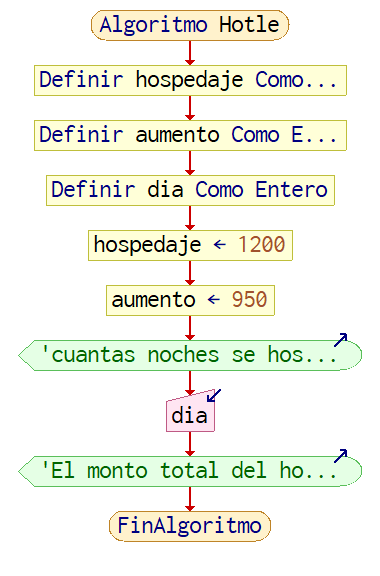 Algoritmo Hotle
Definir hospedaje Como...
Definir aumento Como E...
Definir dia Como Entero
hospedaje ← 1200
aumento ← 950
'cuantas noches se hos...
dia
'El monto total del ho...
FinAlgoritmo